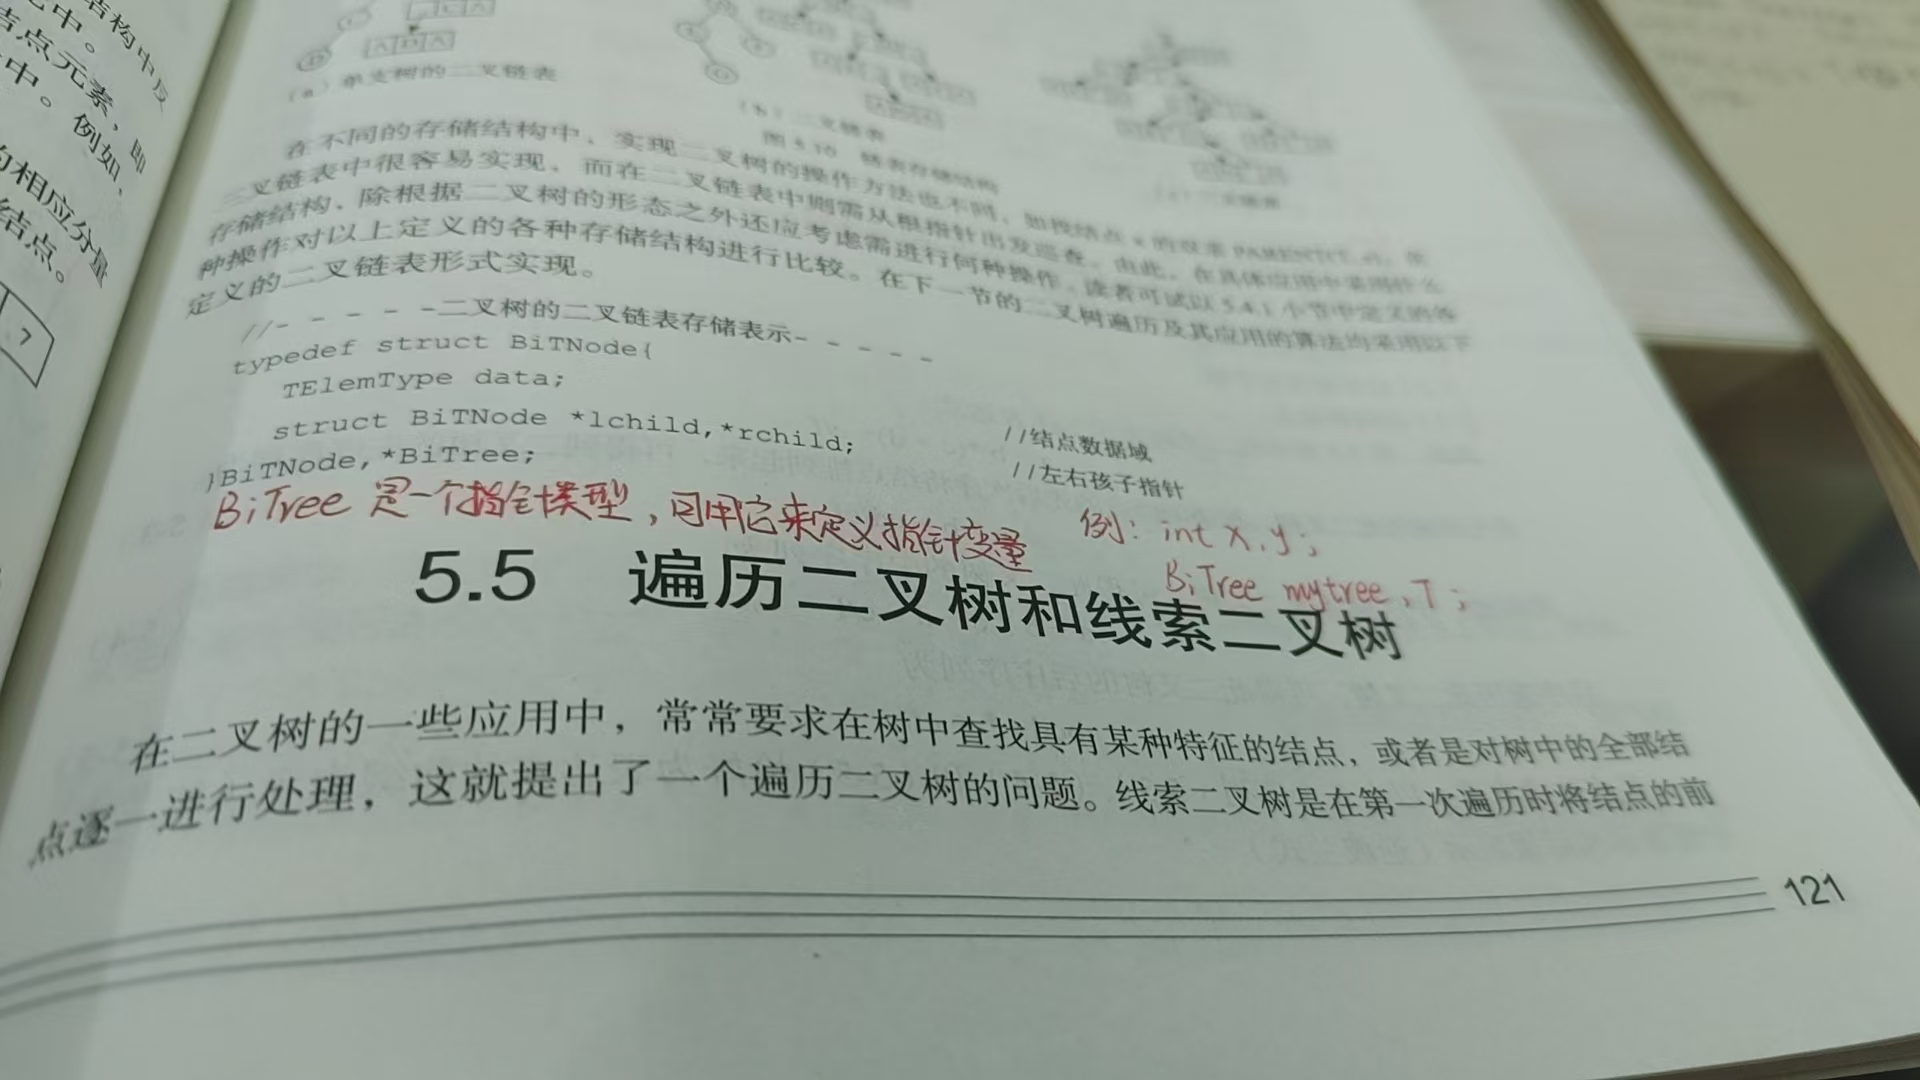 结构中反
中。
结点元素，即
中。例如，
的相应分量
结点。
7
(a) 单支树的二叉链表
(b) 二叉链表
图 5.10 链表存储结构
在不同的存储结构中，实现二叉树的操作方法也不同，如找结点 x 的双亲 PARENT(T, e)，在
三叉链表中很容易实现，而在二叉链表中则需从根指针出发巡查。由此，在具体应用中采用什么
存储结构，除根据二叉树的形态之外还应考虑需进行何种操作。读者可试以 5.4.1 小节中定义的各
种操作对以上定义的各种存储结构进行比较。在下一节的二叉树遍历及其应用的算法均采用以下
定义的二叉链表形式实现。
//- - - - -二叉树的二叉链表存储表示- - - - -
typedef struct BiTNode{
TElemType data; //结点数据域
struct BiTNode *lchild,*rchild; //左右孩子指针
}BiTNode,*BiTree;
BiTree 是一个指针类型，可用它来定义指针变量 例：int x,y;
BiTree mytree,T;
5.5 遍历二叉树和线索二叉树
在二叉树的一些应用中，常常要求在树中查找具有某种特征的结点，或者是对树中的全部结
点逐一进行处理，这就提出了一个遍历二叉树的问题。线索二叉树是在第一次遍历时将结点的前
121